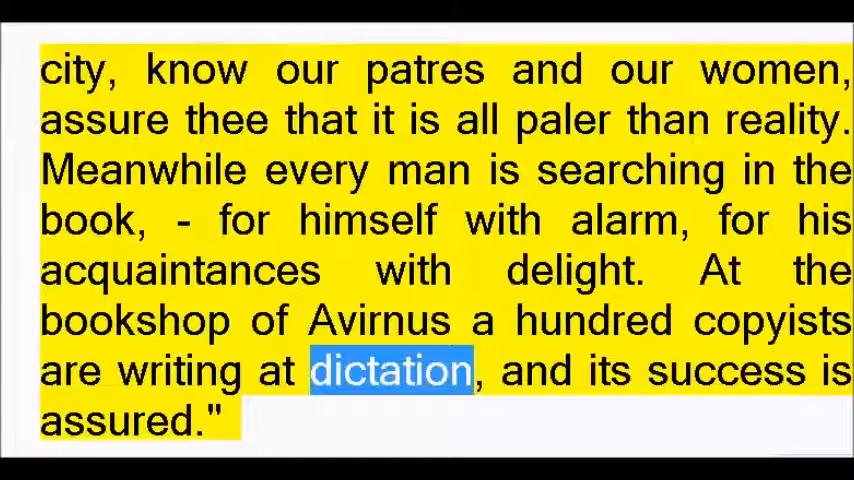 city, know our patres and our women,
assure thee that it is all paler than reality.
Meanwhile every man is searching in the
book, - for himself with alarm, for his
acquaintances with delight. At the
bookshop of Avirnus a hundred copyists
are writing at dictation, and its success is
assured."